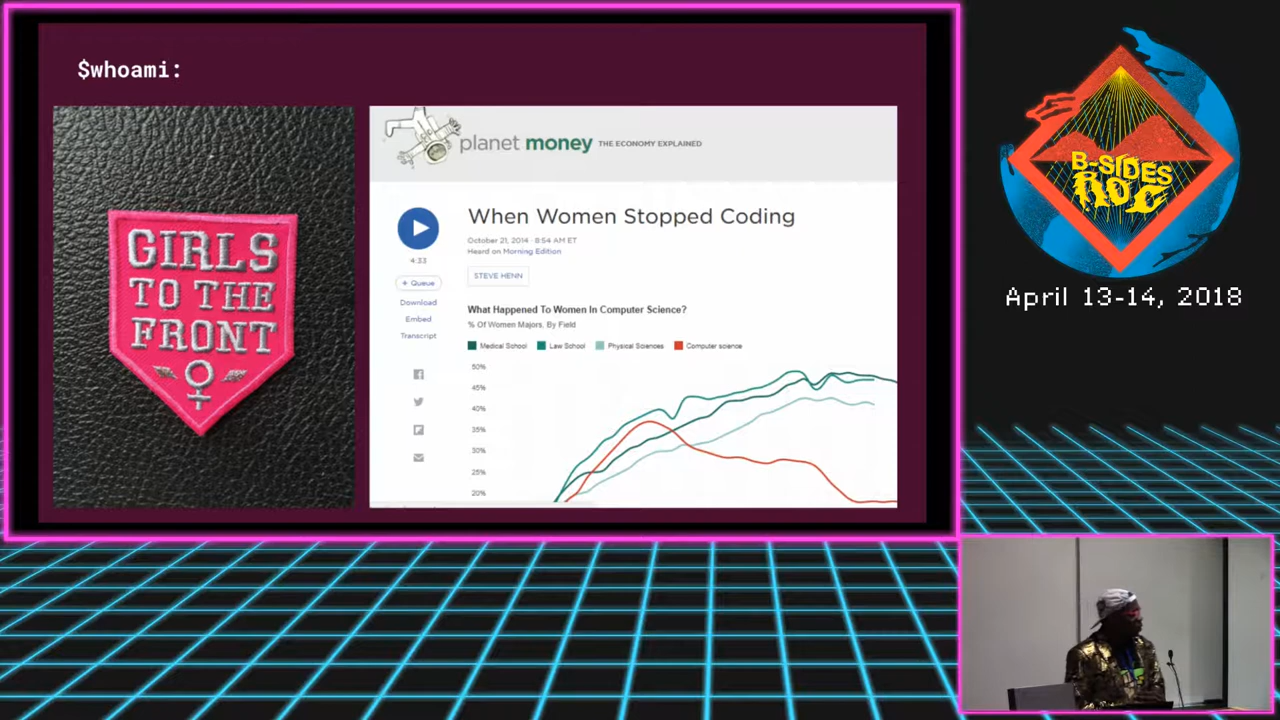 $whoami:
GIRLS
TO THE
FRONT
planet money THE ECONOMY EXPLAINED
When Women Stopped Coding
October 21, 2014 · 8:54 AM ET
Heard on Morning Edition
4:33
STEVE HENN
+ Queue
Download
Embed
Transcript
What Happened To Women In Computer Science?
% Of Women Majors, By Field
Medical School Law School Physical Sciences Computer science
50%
45%
40%
35%
30%
25%
20%
B-SIDES
ROC
April 13-14, 2018